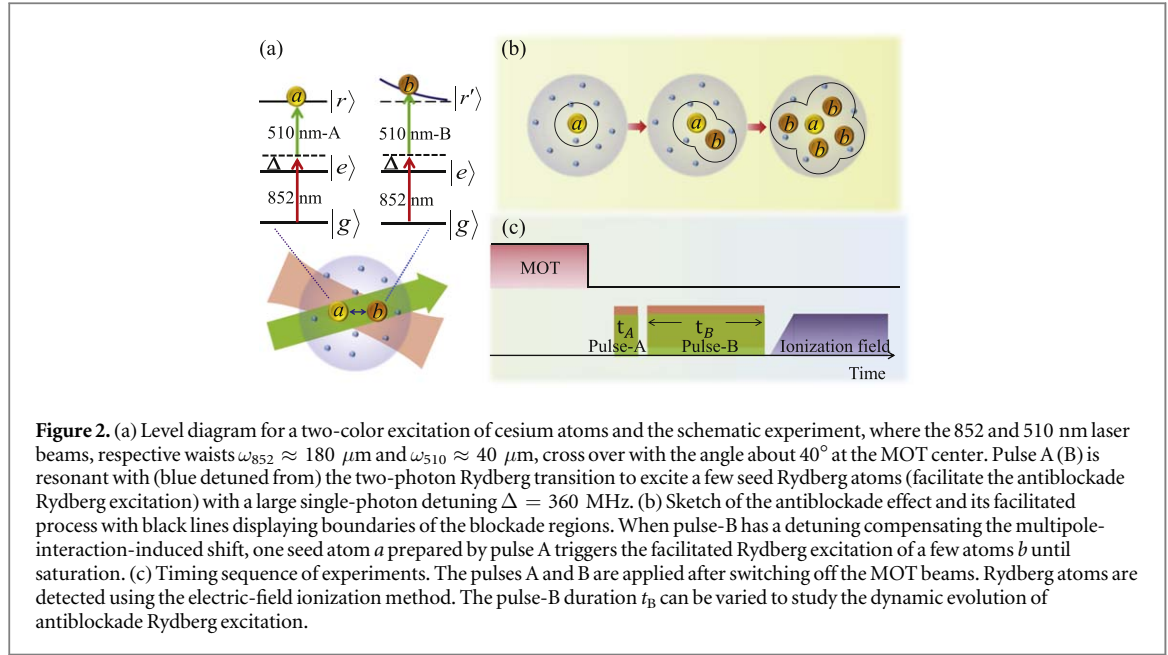 (a)
a
b
|r⟩
|r′⟩
510 nm-A
510 nm-B
Δ
|e⟩
Δ
|e⟩
852 nm
852 nm
|g⟩
|g⟩
a
b
(b)
a
a
b
b
a
b
b
b
(c)
MOT
t_A
t_B
Pulse-A
Pulse-B
Ionization field
Time
Figure 2. (a) Level diagram for a two-color excitation of cesium atoms and the schematic experiment, where the 852 and 510 nm laser
beams, respective waists ω852 ≈ 180 μm and ω510 ≈ 40 μm, cross over with the angle about 40° at the MOT center. Pulse A (B) is
resonant with (blue detuned from) the two-photon Rydberg transition to excite a few seed Rydberg atoms (facilitate the antiblockade
Rydberg excitation) with a large single-photon detuning Δ = 360 MHz. (b) Sketch of the antiblockade effect and its facilitated
process with black lines displaying boundaries of the blockade regions. When pulse-B has a detuning compensating the multipole-
interaction-induced shift, one seed atom a prepared by pulse A triggers the facilitated Rydberg excitation of a few atoms b until
saturation. (c) Timing sequence of experiments. The pulses A and B are applied after switching off the MOT beams. Rydberg atoms are
detected using the electric-field ionization method. The pulse-B duration tB can be varied to study the dynamic evolution of
antiblockade Rydberg excitation.